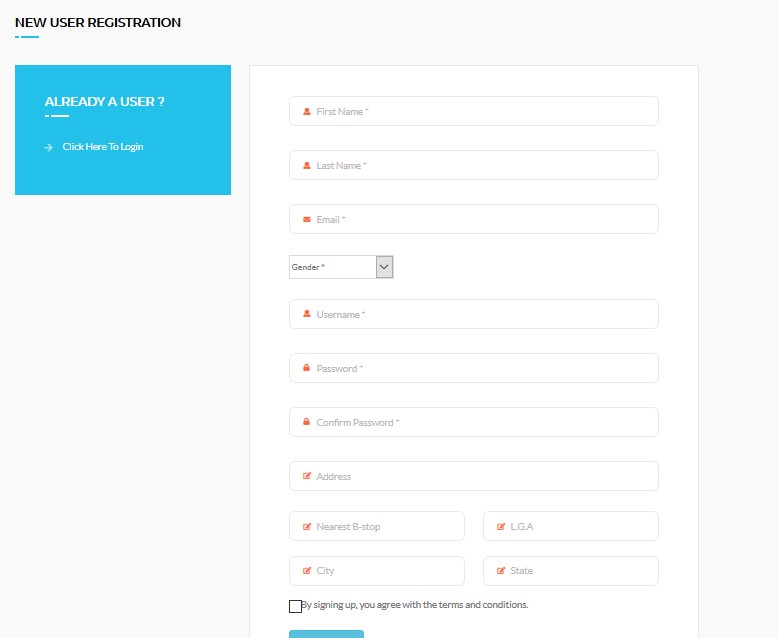 NEW USER REGISTRATION
ALREADY A USER ?
Click Here To Login
First Name *
Last Name *
Email *
Gender *
Username *
Password *
Confirm Password *
Address
Nearest B-stop
L.G.A
City
State
By signing up, you agree with the terms and conditions.